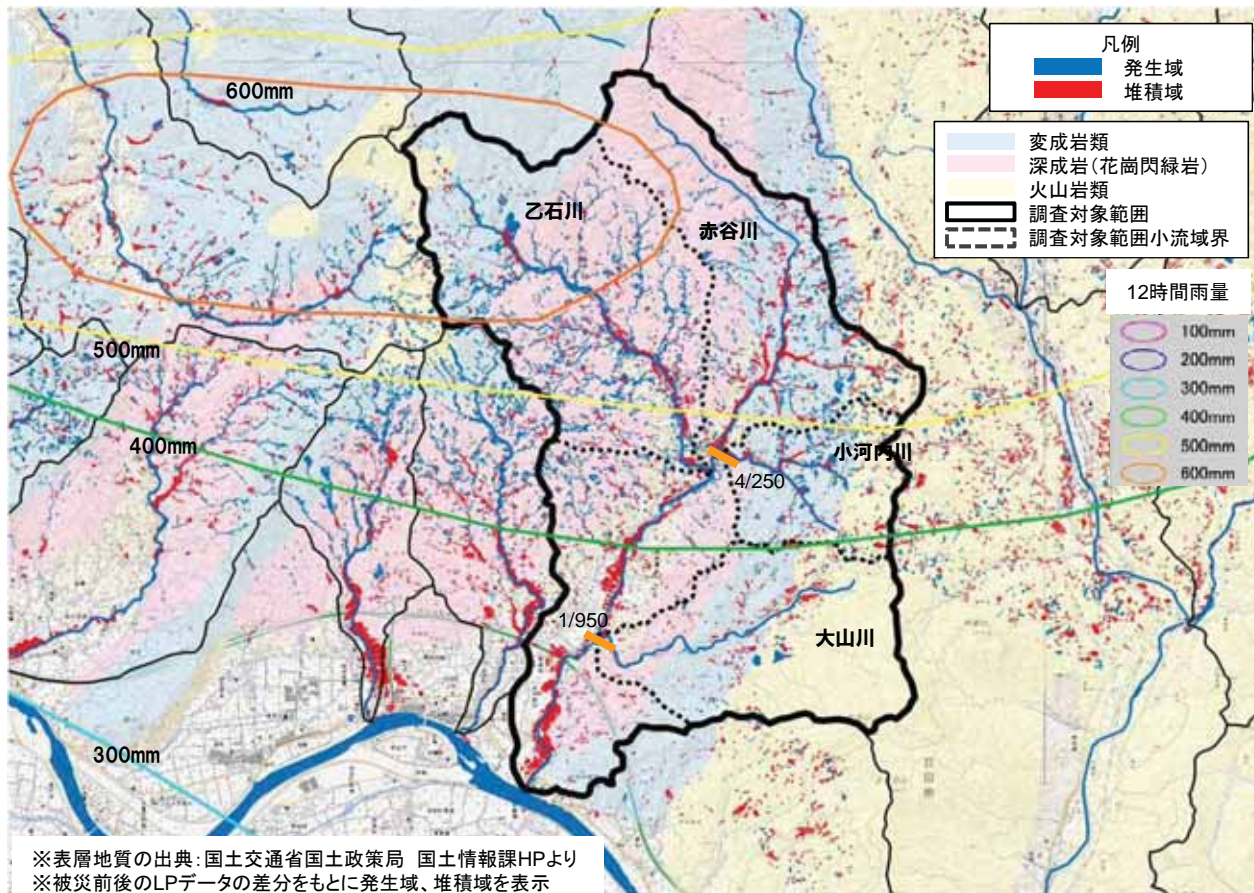 凡例
発生域
堆積域
変成岩類
深成岩(花崗閃緑岩)
火山岩類
調査対象範囲
調査対象範囲小流域界
12時間雨量
100mm
200mm
300mm
400mm
500mm
600mm
600mm
乙石川
赤谷川
500mm
400mm
小河内川
4/250
1/950
大山川
300mm
※表層地質の出典:国土交通省国土政策局 国土情報課HPより
※被災前後のLPデータの差分をもとに発生域、堆積域を表示